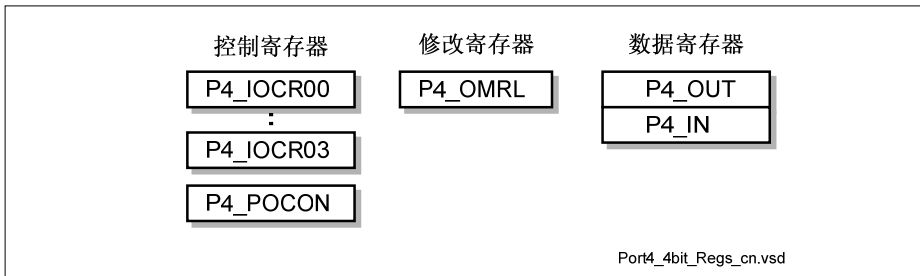 控制寄存器
P4_IOCR00
:
P4_IOCR03
P4_POCON
修改寄存器
P4_OMRL
数据寄存器
P4_OUT
P4_IN
Port4_4bit_Regs_cn.vsd